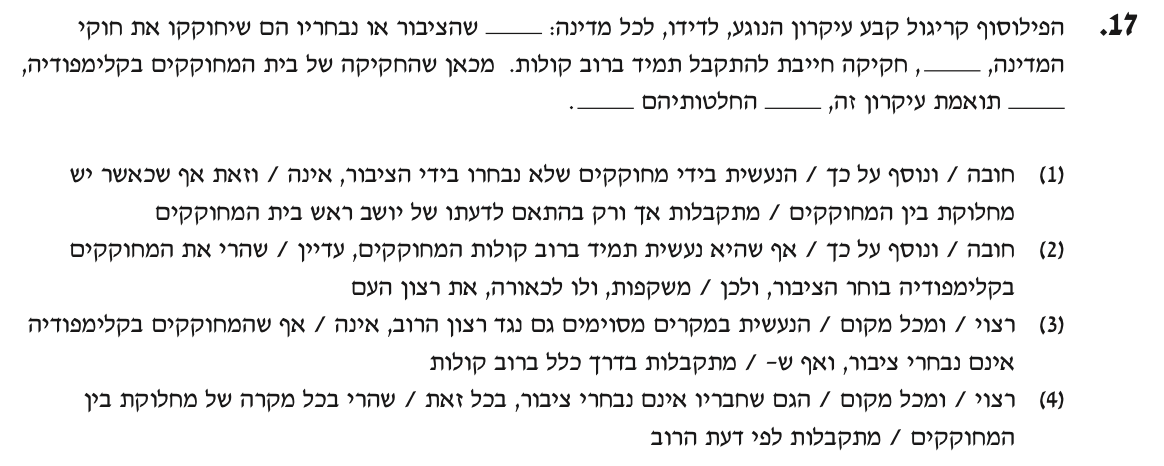 17. הפילוסוף קריגול קבע עיקרון הנוגע, לדידו, לכל מדינה: _____ שהציבור או נבחריו הם שיחוקקו את חוקי
המדינה, _____, חקיקה חייבת להתקבל תמיד ברוב קולות. מכאן שהחקיקה של בית המחוקקים בקלימפודיה,
_____ תואמת עיקרון זה, _____ החלטותיהם _____.
(1) חובה / ונוסף על כך / הנעשית בידי מחוקקים שלא נבחרו בידי הציבור, אינה / וזאת אף שכאשר יש
מחלוקת בין המחוקקים / מתקבלות אך ורק בהתאם לדעתו של יושב ראש בית המחוקקים
(2) חובה / ונוסף על כך / אף שהיא נעשית תמיד ברוב קולות המחוקקים, עדיין / שהרי את המחוקקים
בקלימפודיה בוחר הציבור, ולכן / משקפות, ולו לכאורה, את רצון העם
(3) רצוי / ומכל מקום / הנעשית במקרים מסוימים גם נגד רצון הרוב, אינה / אף שהמחוקקים בקלימפודיה
אינם נבחרי ציבור, ואף ש- / מתקבלות בדרך כלל ברוב קולות
(4) רצוי / ומכל מקום / הגם שחבריו אינם נבחרי ציבור, בכל זאת / שהרי בכל מקרה של מחלוקת בין
המחוקקים / מתקבלות לפי דעת הרוב